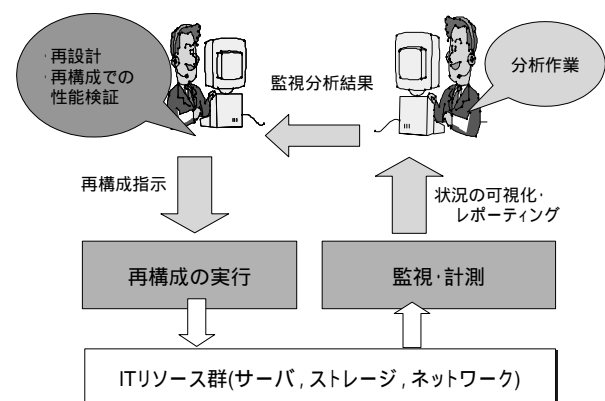 ・再設計
・再構成での
性能検証
監視分析結果
分析作業
再構成指示
状況の可視化・
レポーティング
再構成の実行
監視・計測
ITリソース群(サーバ,ストレージ,ネットワーク)